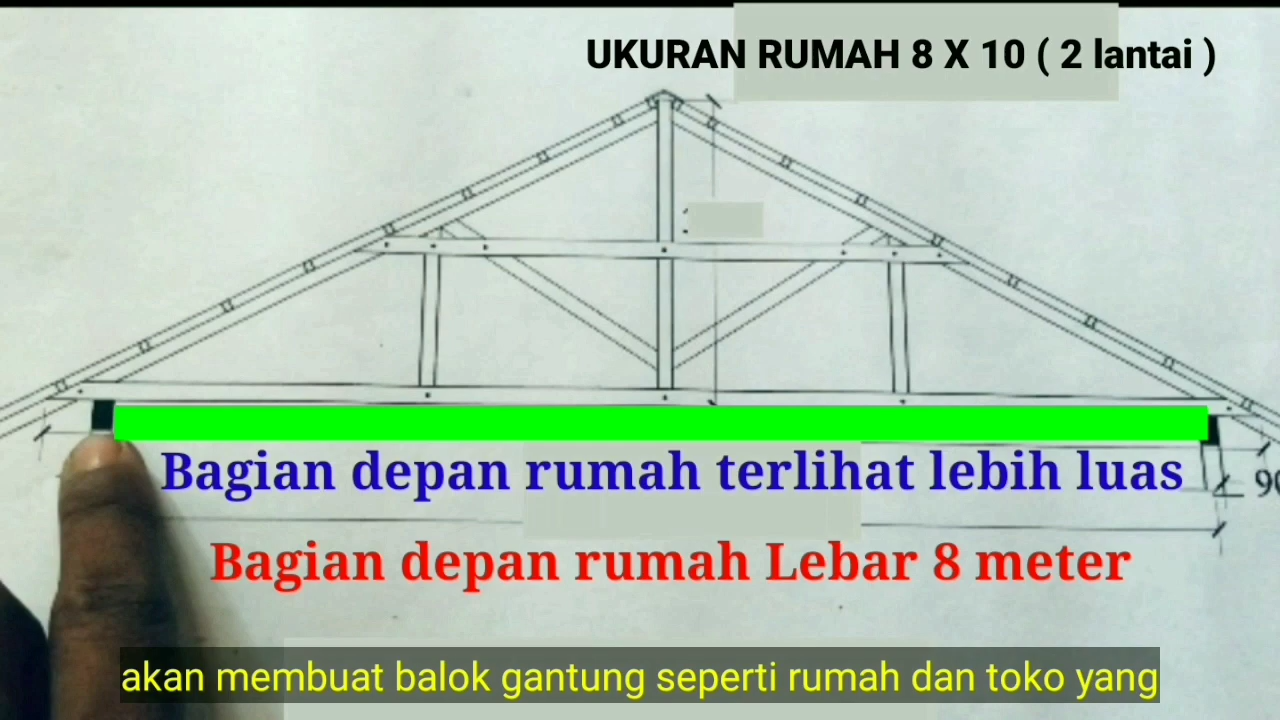 UKURAN RUMAH 8 X 10 ( 2 lantai )
Bagian depan rumah terlihat lebih luas
90
Bagian depan rumah Lebar 8 meter
akan membuat balok gantung seperti rumah dan toko yang